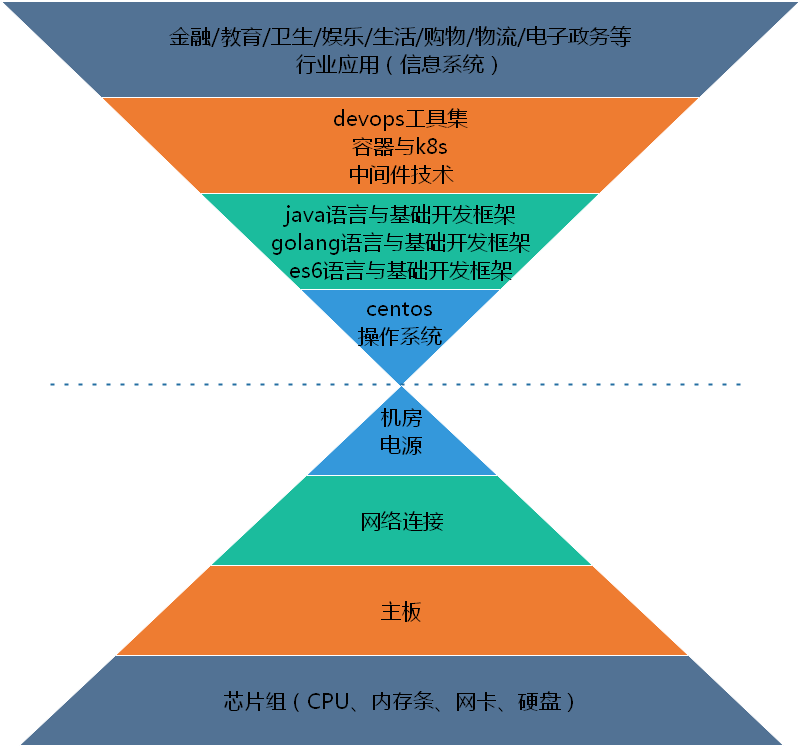 金融/教育/卫生/娱乐/生活/购物/物流/电子政务等
行业应用（信息系统）
devops工具集
容器与k8s
中间件技术
java语言与基础开发框架
golang语言与基础开发框架
es6语言与基础开发框架
centos
操作系统
机房
电源
网络连接
主板
芯片组（CPU、内存条、网卡、硬盘）